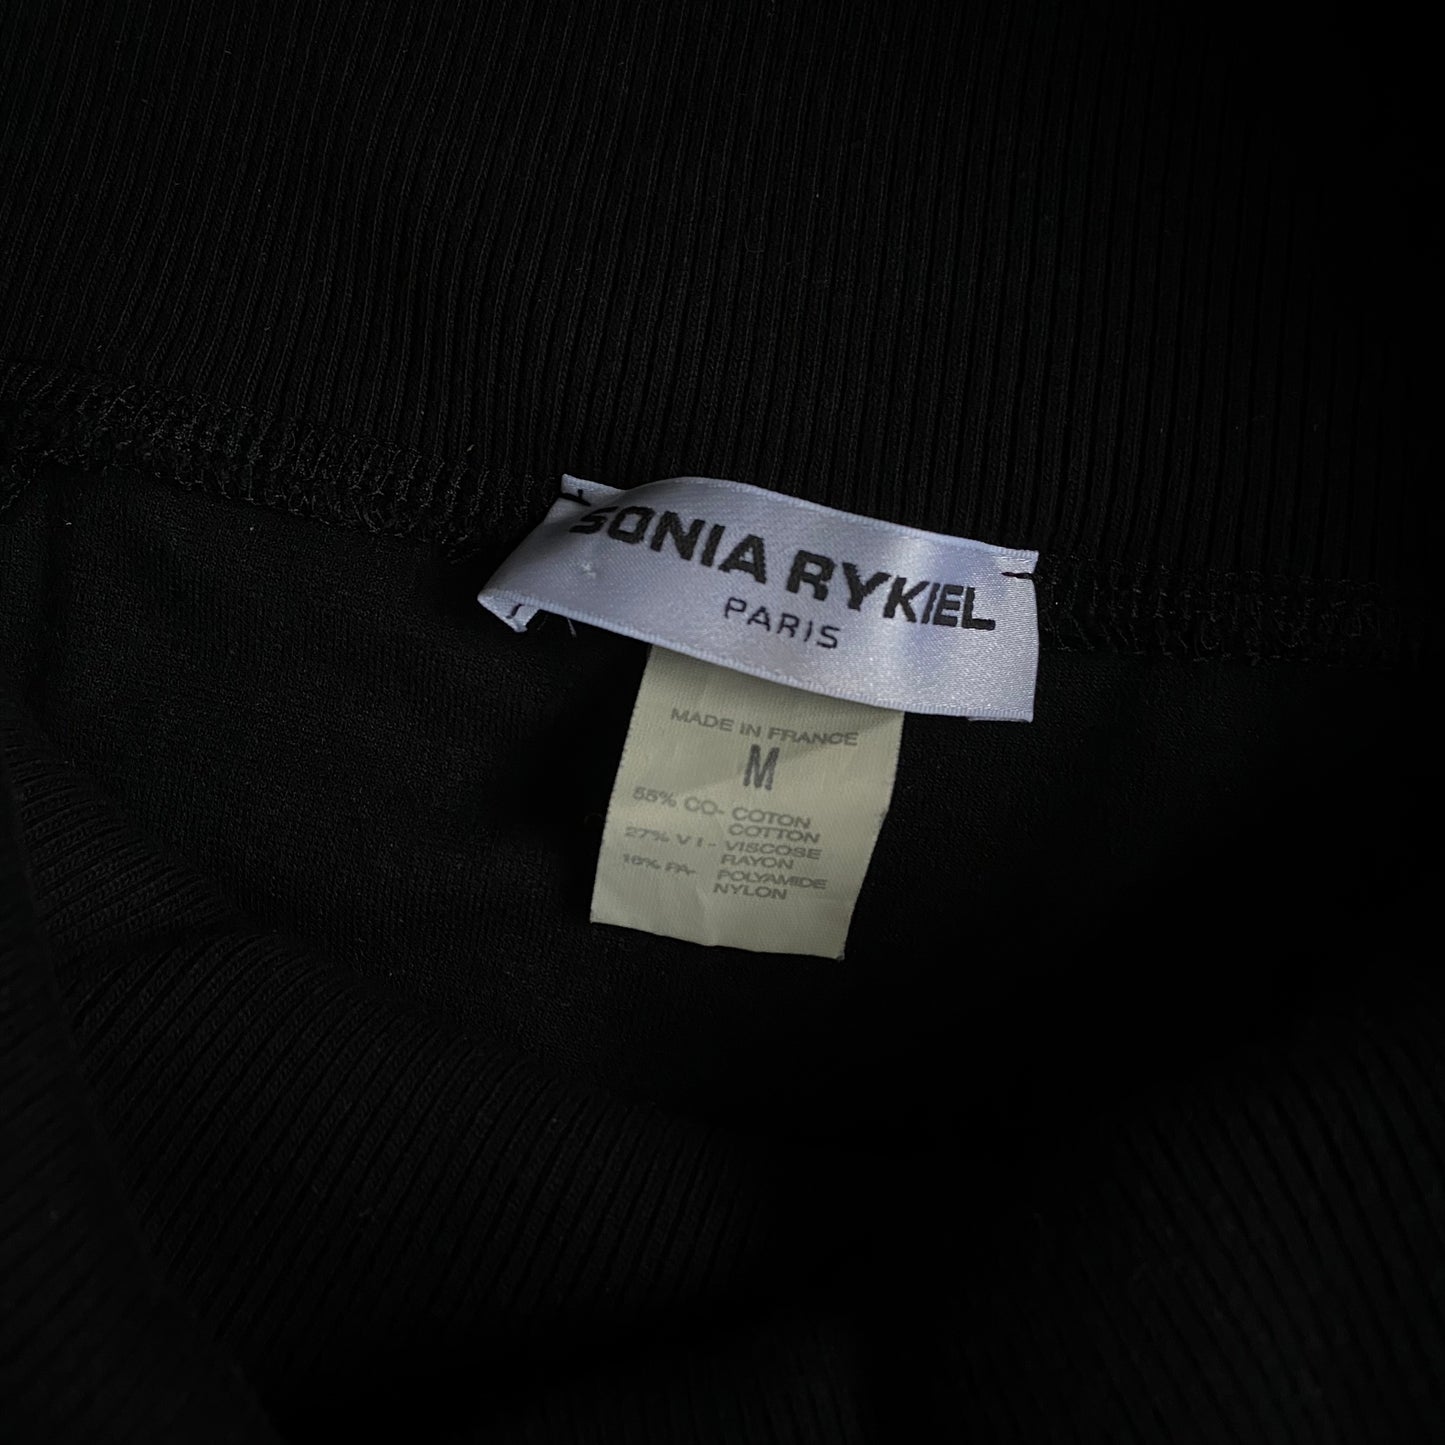 SONIA RYKIEL
PARIS
MADE IN FRANCE
M
55% CO- COTON
COTTON
27% VI- VISCOSE
RAYON
18% PA- POLYAMIDE
NYLON